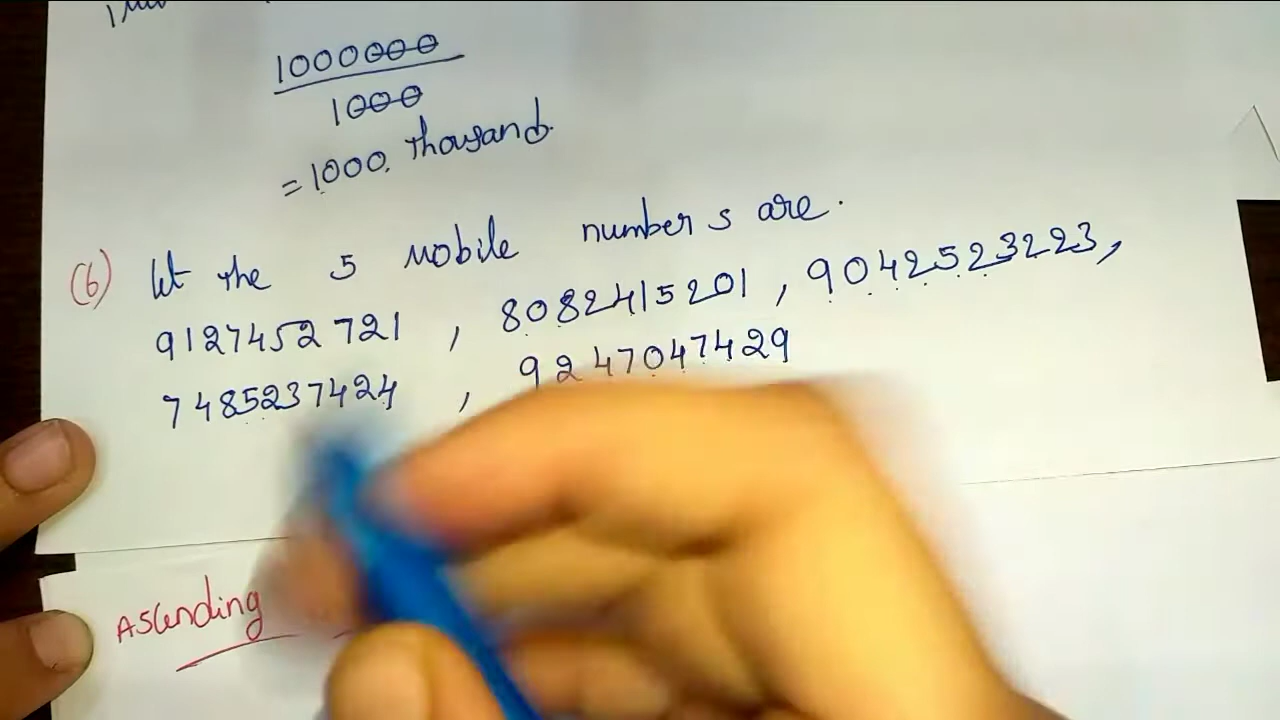 1000000
1000
= 1000. Thousand.
(6) Let the 5 Mobile numbers are.
9127452721, 8082415201, 9042523223,
7485237424, 9247047429
Ascending